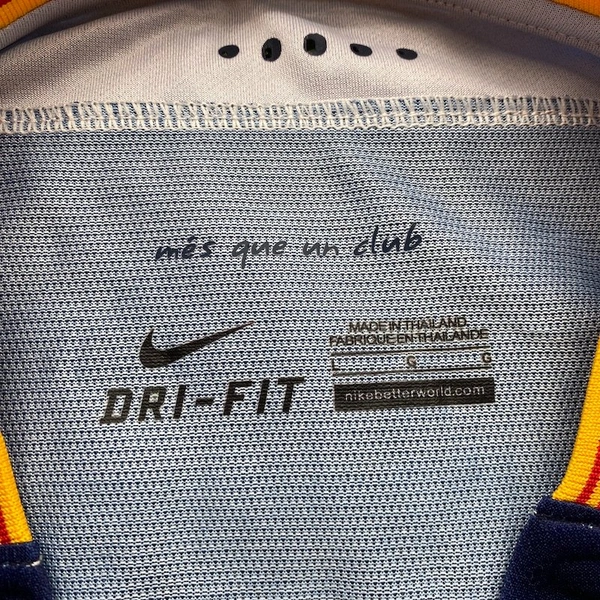 més que un club
MADE IN THAILAND
FABRIQUE EN THAILANDE
L G G
nikebetterworld.com
DRI-FIT